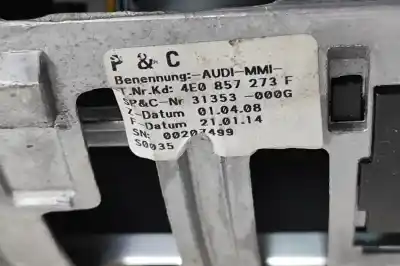 P & C
Benennung:-AUDI-MMI-
T.Nr.Kd: 4E0 857 273 F
SP&C-Nr 31353 -000G
Z-Datum 01.04.08
F-Datum 21.01.14
SN: 00207499
S0035